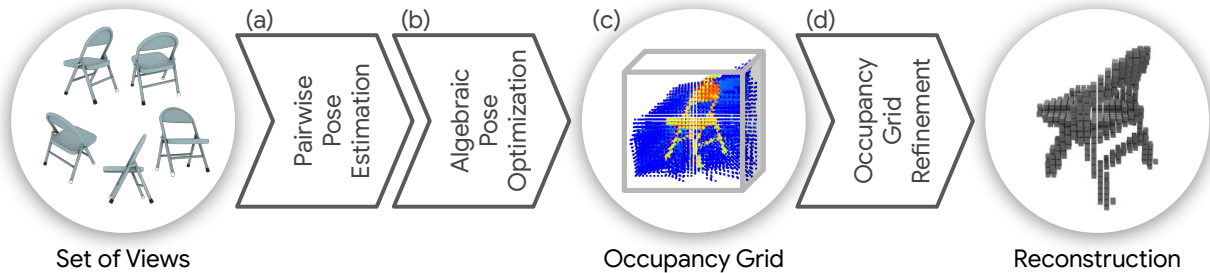 (a)
(b)
(c)
(d)
Pairwise
Pose
Estimation
Algebraic
Pose
Optimization
Occupancy
Grid
Refinement
Set of Views
Occupancy Grid
Reconstruction